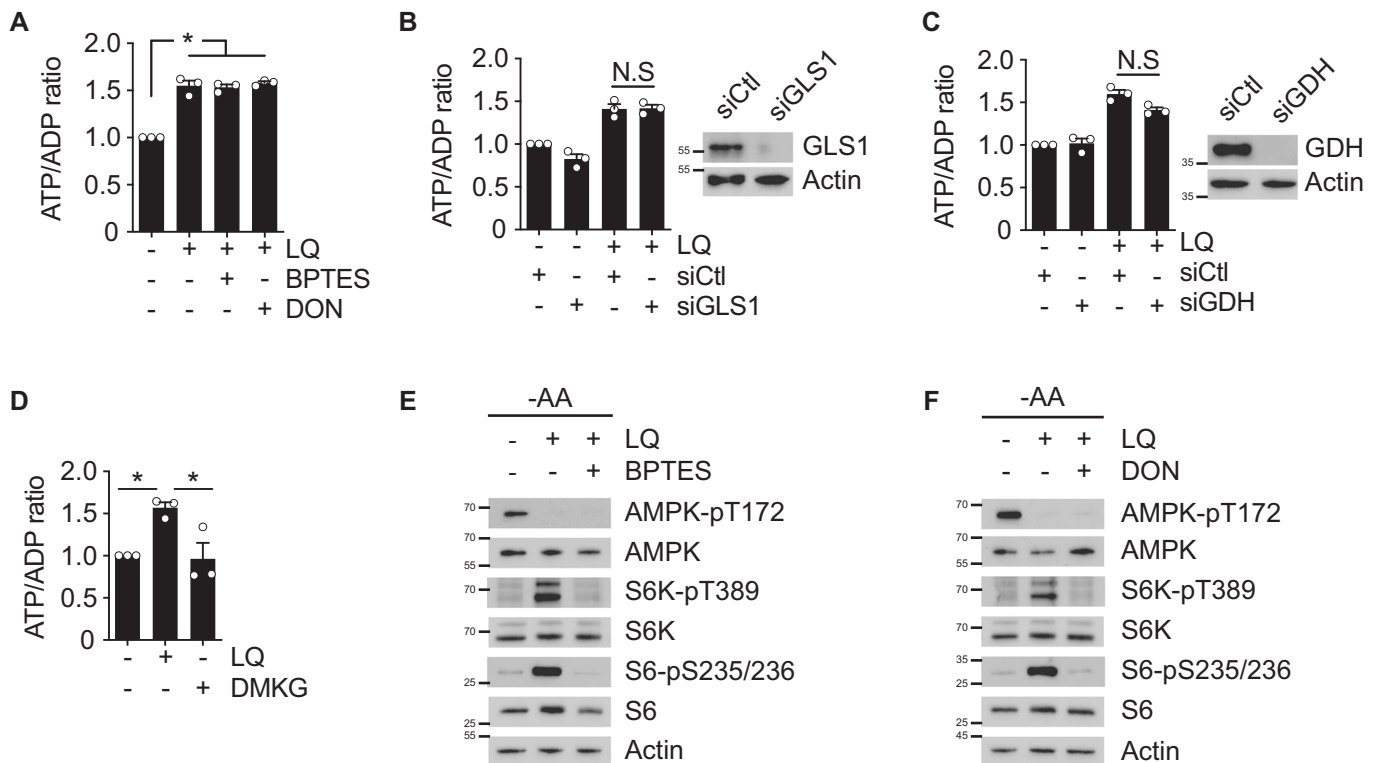 A
ATP/ADP ratio
2.0
1.5
1.0
0.5
0
*
- + + + LQ
- - + - BPTES
- - - + DON
B
ATP/ADP ratio
2.0
1.5
1.0
0.5
0
N.S
- - + + LQ
+ - + - siCtl
- + - + siGLS1
siCtl siGLS1
55 GLS1
55 Actin
C
ATP/ADP ratio
2.0
1.5
1.0
0.5
0
N.S
- - + + LQ
+ - + - siCtl
- + - + siGDH
siCtl siGDH
35 GDH
35 Actin
D
ATP/ADP ratio
2.0
1.5
1.0
0.5
0
* *
- + - LQ
- - + DMKG
E
-AA
- + + LQ
- - + BPTES
70 AMPK-pT172
70 AMPK
55
70 S6K-pT389
70 S6K
25 S6-pS235/236
25 S6
55 Actin
F
-AA
- + + LQ
- - + DON
70 AMPK-pT172
70 AMPK
55
70 S6K-pT389
70 S6K
35 S6-pS235/236
25
25 S6
45 Actin